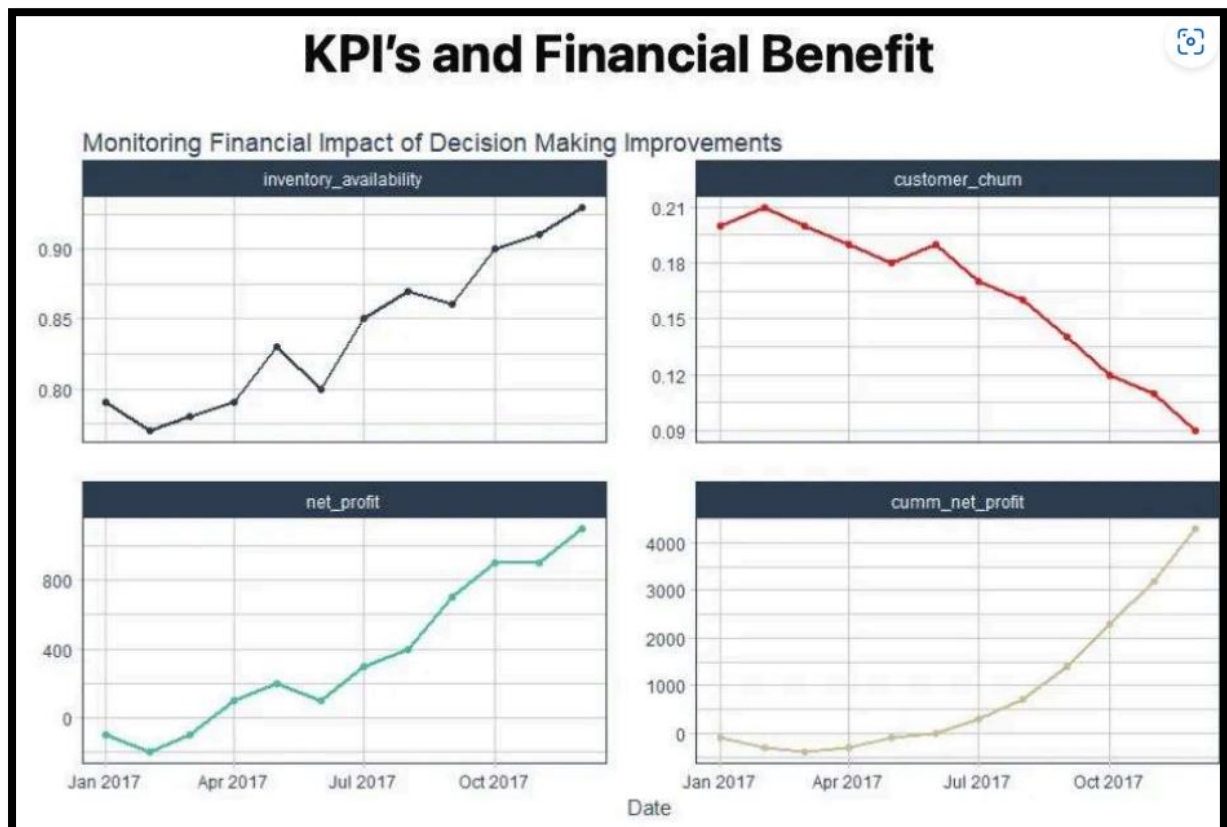 KPI’s and Financial Benefit
Monitoring Financial Impact of Decision Making Improvements
inventory_availability
0.90
0.85
0.80
customer_churn
0.21
0.18
0.15
0.12
0.09
net_profit
800
400
0
Jan 2017 Apr 2017 Jul 2017 Oct 2017
cumm_net_profit
4000
3000
2000
1000
0
Jan 2017 Apr 2017 Jul 2017 Oct 2017
Date